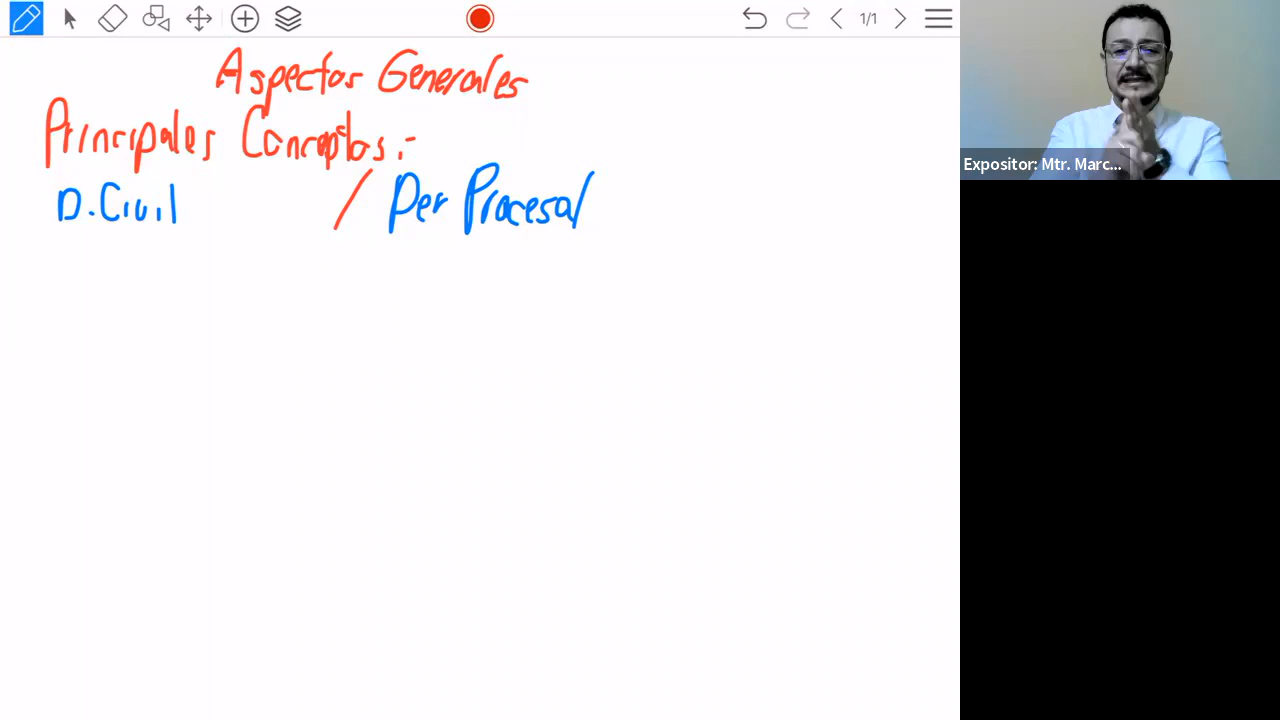 1/1
Aspectos Generales
Principales Conceptos :-
D. Civil / Der Procesal
Expositor: Mtr. Marc...